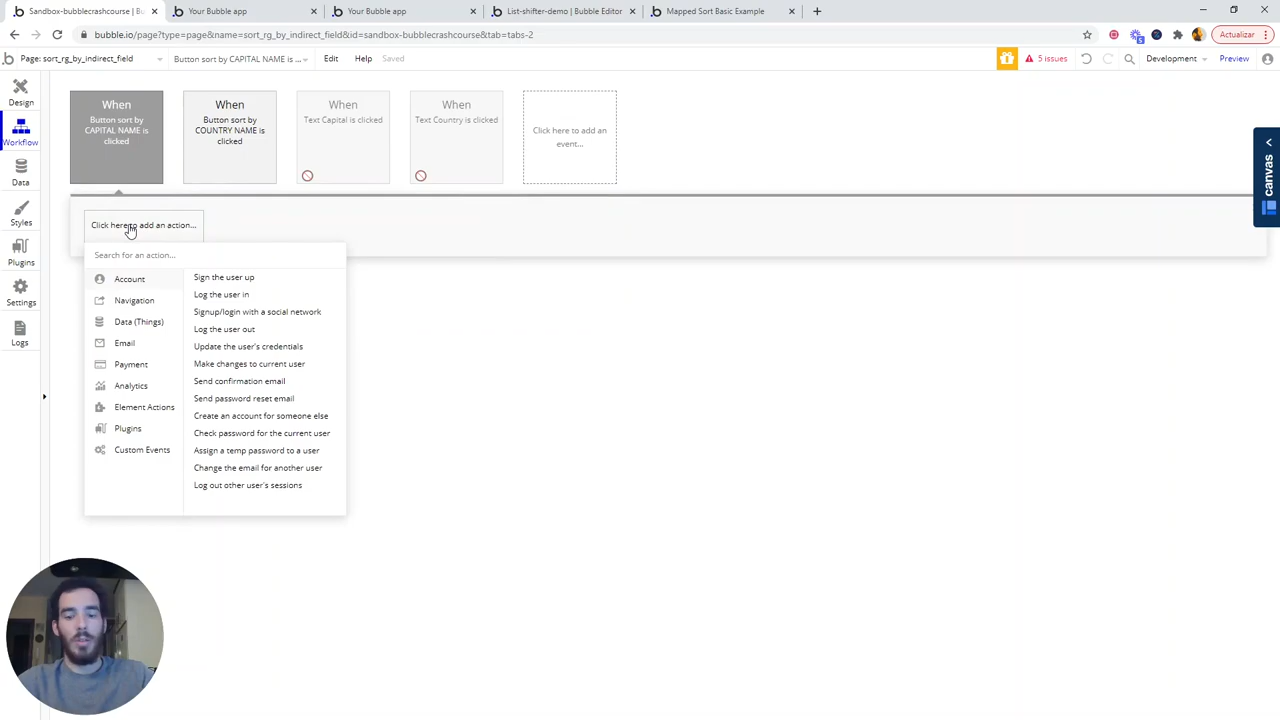 Sandbox-bubblecrashcourse | Bu
Your Bubble app
Your Bubble app
List-shifter-demo | Bubble Editor
Mapped Sort Basic Example
bubble.io/page?type=page&name=sort_rg_by_indirect_field&id=sandbox-bubblecrashcourse&tab=tabs-2
Actualizar
Page: sort_rg_by_indirect_field
Button sort by CAPITAL NAME is ...
Edit
Help
Saved
5 issues
Development
Preview
Design
Workflow
Data
Styles
Plugins
Settings
Logs
When
Button sort by
CAPITAL NAME is
clicked
When
Button sort by
COUNTRY NAME is
clicked
When
Text Capital is clicked
When
Text Country is clicked
Click here to add an
event...
canvas
Click here to add an action...
Search for an action...
Account
Navigation
Data (Things)
Email
Payment
Analytics
Element Actions
Plugins
Custom Events
Sign the user up
Log the user in
Signup/login with a social network
Log the user out
Update the user's credentials
Make changes to current user
Send confirmation email
Send password reset email
Create an account for someone else
Check password for the current user
Assign a temp password to a user
Change the email for another user
Log out other user's sessions